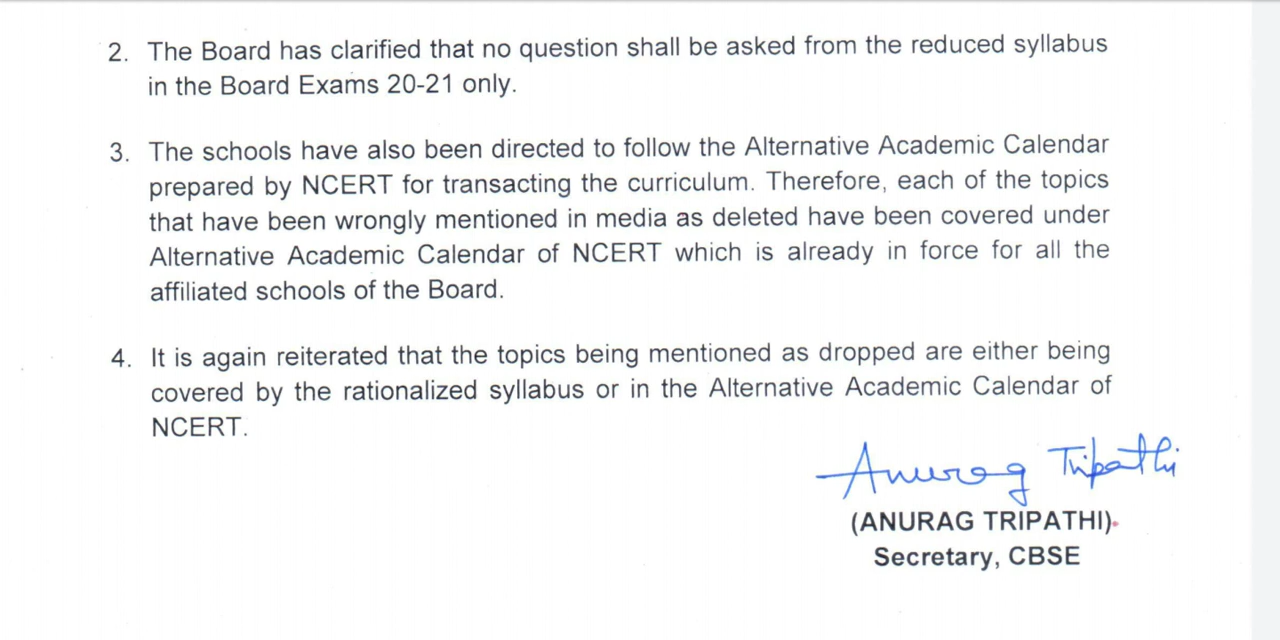 2. The Board has clarified that no question shall be asked from the reduced syllabus
in the Board Exams 20-21 only.
3. The schools have also been directed to follow the Alternative Academic Calendar
prepared by NCERT for transacting the curriculum. Therefore, each of the topics
that have been wrongly mentioned in media as deleted have been covered under
Alternative Academic Calendar of NCERT which is already in force for all the
affiliated schools of the Board.
4. It is again reiterated that the topics being mentioned as dropped are either being
covered by the rationalized syllabus or in the Alternative Academic Calendar of
NCERT.
Anurag Tripathi
(ANURAG TRIPATHI)
Secretary, CBSE